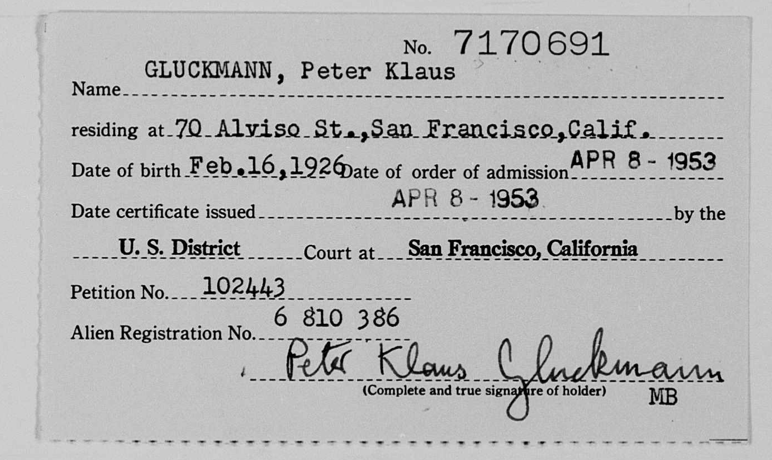 No. 7170691
GLUCKMANN, Peter Klaus
Name
residing at 70 Alviso St.,San Francisco,Calif.
Date of birth Feb.16,1926 Date of order of admission APR 8 - 1953
Date certificate issued APR 8 - 1953 by the
U. S. District Court at San Francisco, California
Petition No. 102443
Alien Registration No. 6 810 386
Peter Klaus Gluckmann
(Complete and true signature of holder)
MB